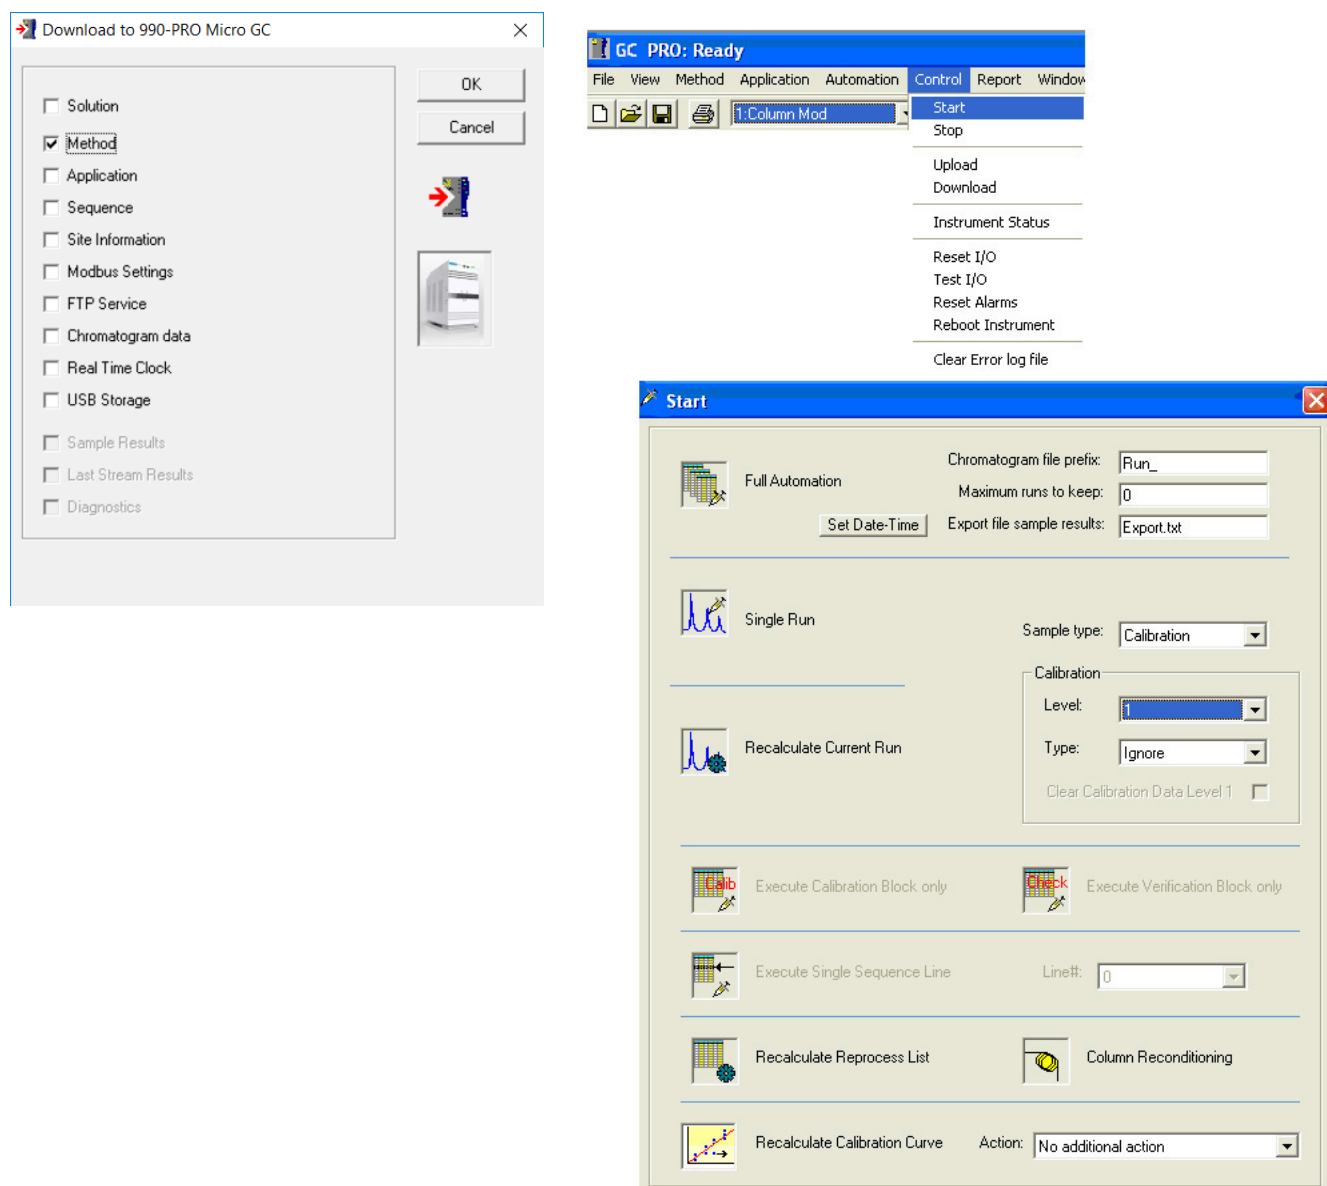 Download to 990-PRO Micro GC
OK
Cancel
Solution
Method
Application
Sequence
Site Information
Modbus Settings
FTP Service
Chromatogram data
Real Time Clock
USB Storage
Sample Results
Last Stream Results
Diagnostics
GC PRO: Ready
File View Method Application Automation Control Report Window
1:Column Mod
Start
Stop
Upload
Download
Instrument Status
Reset I/O
Test I/O
Reset Alarms
Reboot Instrument
Clear Error log file
Start
Full Automation
Chromatogram file prefix: Run_
Maximum runs to keep: 0
Set Date-Time Export file sample results: Export.txt
Single Run
Sample type: Calibration
Calibration
Level: 1
Recalculate Current Run
Type: Ignore
Clear Calibration Data Level 1
Calib Execute Calibration Block only
Check Execute Verification Block only
Execute Single Sequence Line Line#: 0
Recalculate Reprocess List
Column Reconditioning
Recalculate Calibration Curve Action: No additional action